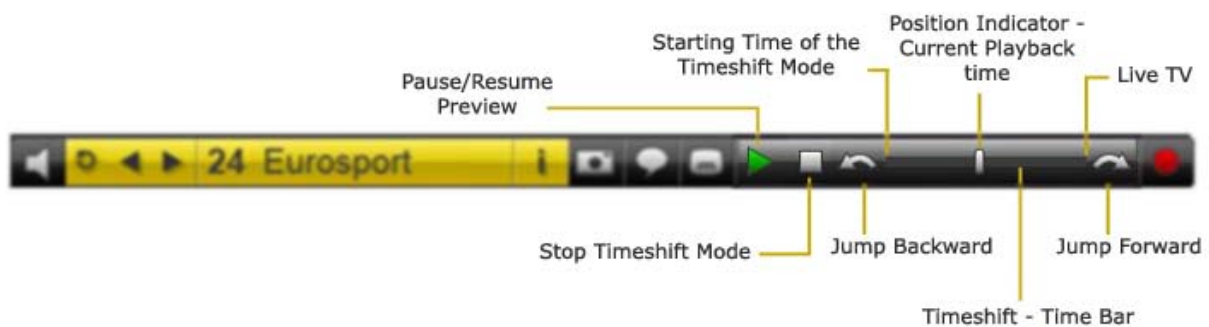 Position Indicator -
Current Playback
time
Starting Time of the
Timeshift Mode
Live TV
Pause/Resume
Preview
24 Eurosport i
Stop Timeshift Mode
Jump Backward
Jump Forward
Timeshift - Time Bar